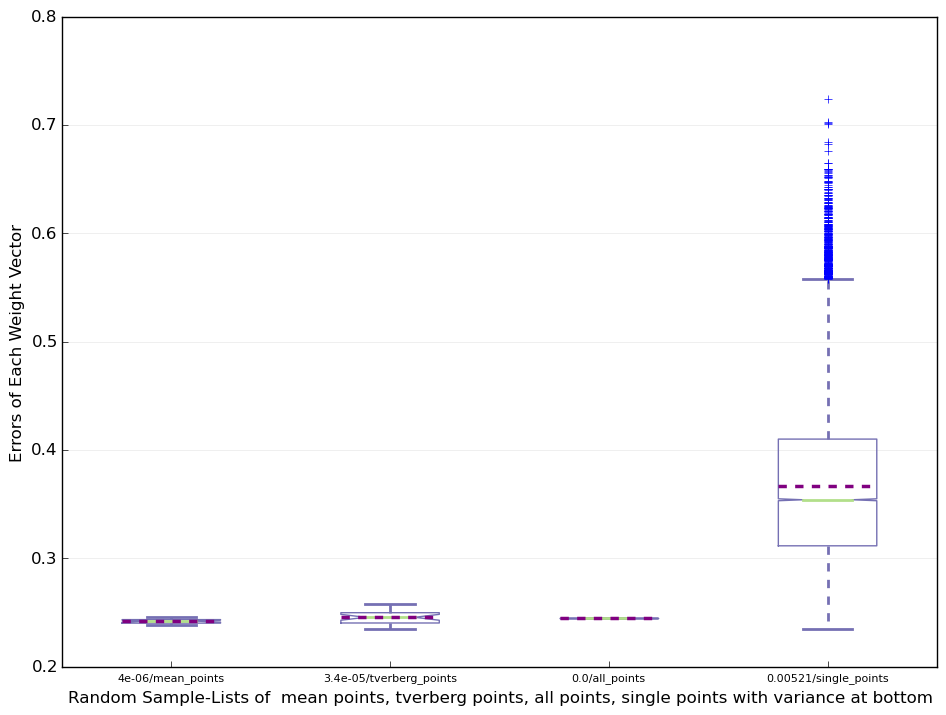 0.8
0.7
0.6
0.5
0.4
0.3
0.2
Errors of Each Weight Vector
4e-06/mean_points
3.4e-05/tverberg_points
0.0/all_points
0.00521/single_points
Random Sample-Lists of  mean points, tverberg points, all points, single points with variance at bottom